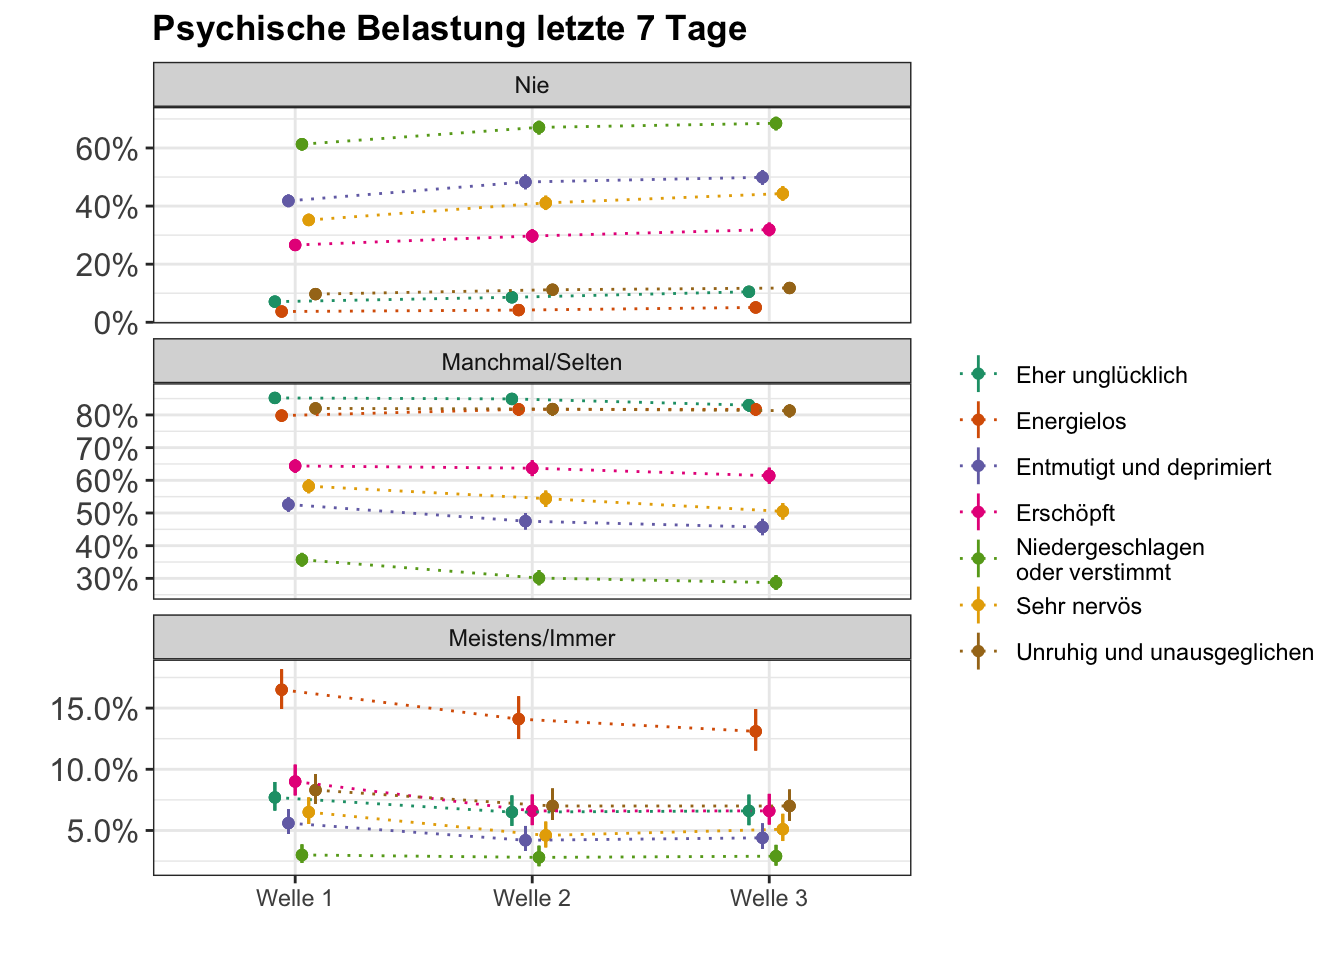 Psychische Belastung letzte 7 Tage
Nie
60%
40%
20%
0%
Manchmal/Selten
80%
70%
60%
50%
40%
30%
Meistens/Immer
15.0%
10.0%
5.0%
Welle 1
Welle 2
Welle 3
Eher unglücklich
Energielos
Entmutigt und deprimiert
Erschöpft
Niedergeschlagen
oder verstimmt
Sehr nervös
Unruhig und unausgeglichen